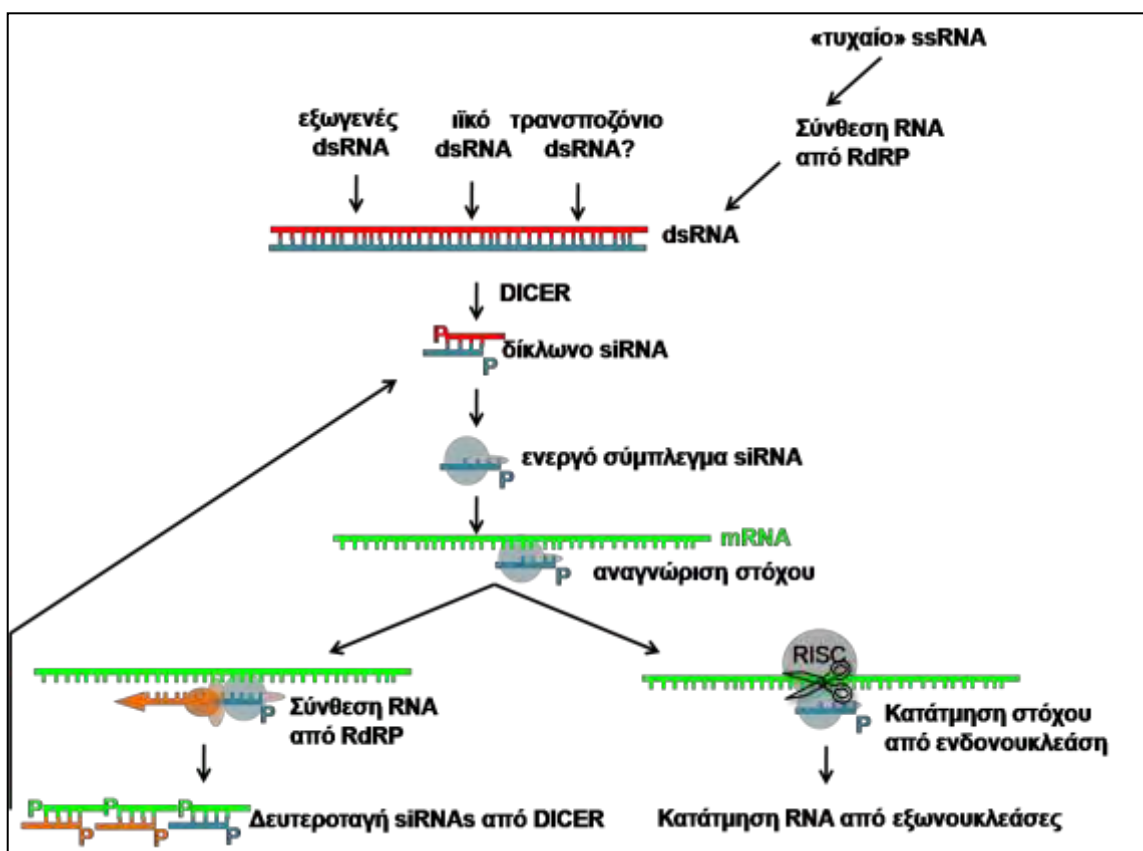 «τυχαίο» ssRNA
Σύνθεση RNA
από RdRP
εξωγενές
dsRNA
ιϊκό
dsRNA
τρανσποζόνιο
dsRNA?
dsRNA
DICER
P
δίκλωνο siRNA
P
ενεργό σύμπλεγμα siRNA
P
mRNA
P
αναγνώριση στόχου
RISC
P
Σύνθεση RNA
από RdRP
P
Κατάτμηση στόχου
από ενδονουκλεάση
P P P
Δευτεροταγή siRNAs από DICER
P P P
Κατάτμηση RNA από εξωνουκλεάσες